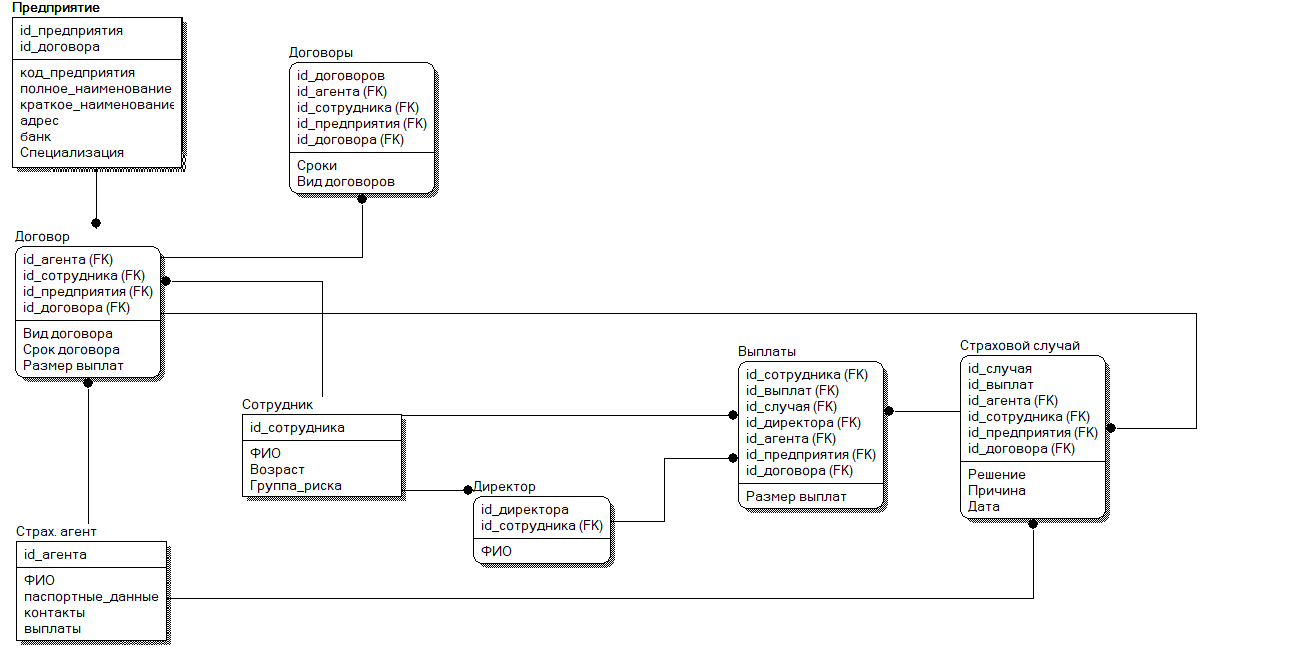 Предприятие
id_предприятия
id_договора
код_предприятия
полное_наименование
краткое_наименование
адрес
банк
Специализация
Договоры
id_договоров
id_агента (FK)
id_сотрудника (FK)
id_предприятия (FK)
id_договора (FK)
Сроки
Вид договоров
Договор
id_агента (FK)
id_сотрудника (FK)
id_предприятия (FK)
id_договора (FK)
Вид договора
Срок договора
Размер выплат
Сотрудник
id_сотрудника
ФИО
Возраст
Группа_риска
Директор
id_директора
id_сотрудника (FK)
ФИО
Выплаты
id_сотрудника (FK)
id_выплат (FK)
id_случая (FK)
id_директора (FK)
id_агента (FK)
id_предприятия (FK)
id_договора (FK)
Размер выплат
Страховой случай
id_случая
id_выплат
id_агента (FK)
id_сотрудника (FK)
id_предприятия (FK)
id_договора (FK)
Решение
Причина
Дата
Страх. агент
id_агента
ФИО
паспортные_данные
контакты
выплаты